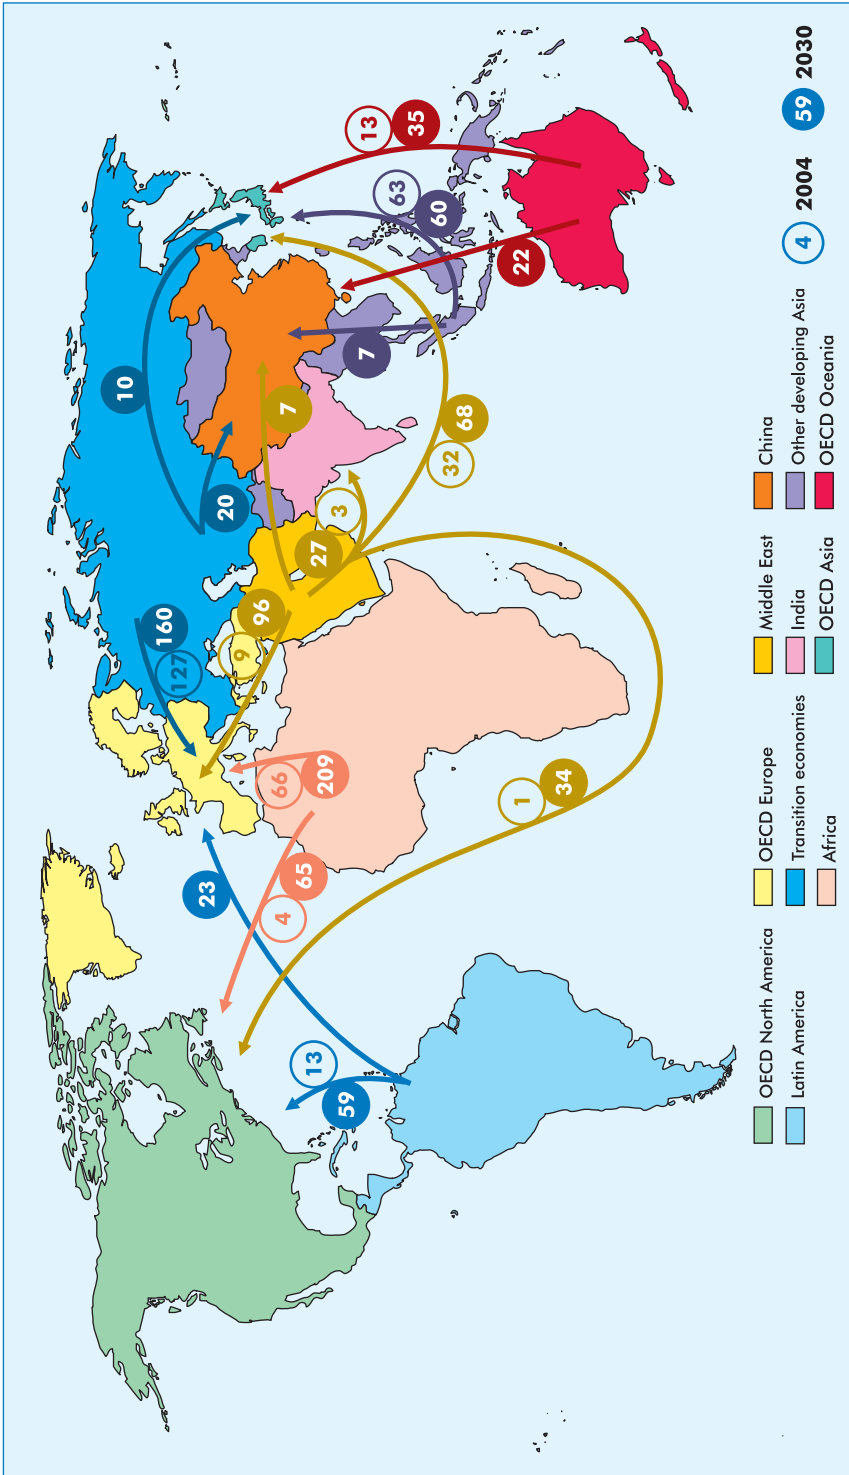 10
160
127
23
20
9
96
4
66
7
65
13
27
209
3
59
7
13
63
35
60
32
68
1
22
34
OECD North America
OECD Europe
Middle East
China
Latin America
Transition economies
India
Other developing Asia
4 2004
59 2030
Africa
OECD Asia
OECD Oceania